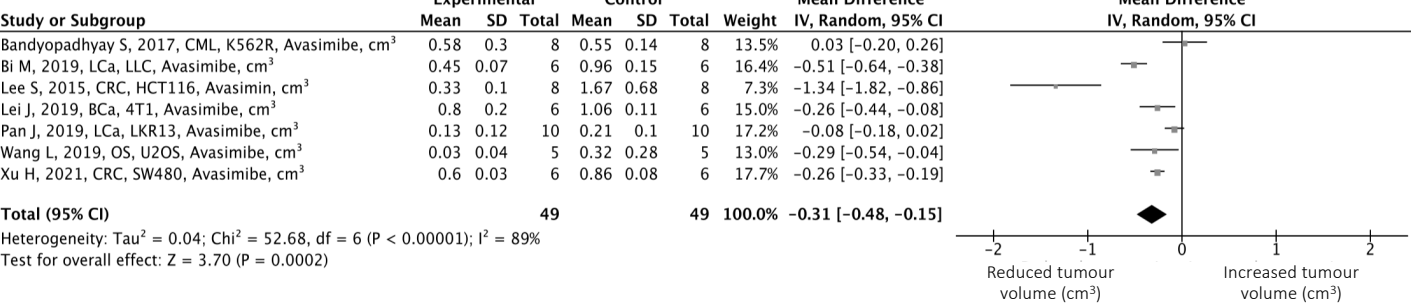 Experimental Control Mean Difference Mean Difference
Study or Subgroup Mean SD Total Mean SD Total Weight IV, Random, 95% CI IV, Random, 95% CI
Bandyopadhyay S, 2017, CML, K562R, Avasimibe, cm³ 0.58 0.3 8 0.55 0.14 8 13.5% 0.03 [−0.20, 0.26]
Bi M, 2019, LCa, LLC, Avasimibe, cm³ 0.45 0.07 6 0.96 0.15 6 16.4% −0.51 [−0.64, −0.38]
Lee S, 2015, CRC, HCT116, Avasimin, cm³ 0.33 0.1 8 1.67 0.68 8 7.3% −1.34 [−1.82, −0.86]
Lei J, 2019, BCa, 4T1, Avasimibe, cm³ 0.8 0.2 6 1.06 0.11 6 15.0% −0.26 [−0.44, −0.08]
Pan J, 2019, LCa, LKR13, Avasimibe, cm³ 0.13 0.12 10 0.21 0.1 10 17.2% −0.08 [−0.18, 0.02]
Wang L, 2019, OS, U2OS, Avasimibe, cm³ 0.03 0.04 5 0.32 0.28 5 13.0% −0.29 [−0.54, −0.04]
Xu H, 2021, CRC, SW480, Avasimibe, cm³ 0.6 0.03 6 0.86 0.08 6 17.7% −0.26 [−0.33, −0.19]
Total (95% CI) 49 49 100.0% −0.31 [−0.48, −0.15]
Heterogeneity: Tau² = 0.04; Chi² = 52.68, df = 6 (P < 0.00001); I² = 89%
Test for overall effect: Z = 3.70 (P = 0.0002)
−2 −1 0 1 2
Reduced tumour Increased tumour
volume (cm³) volume (cm³)